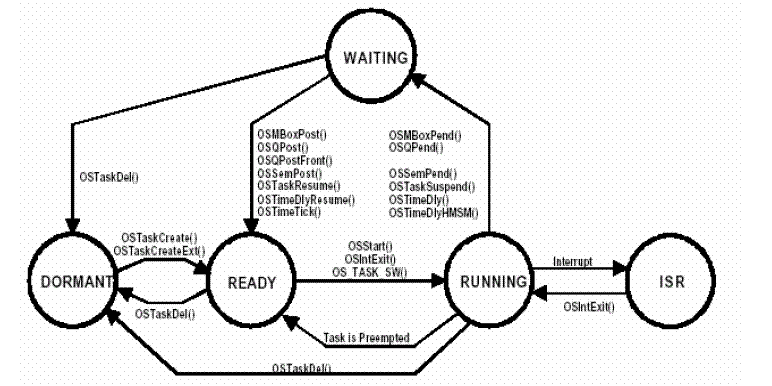 WAITING
OSMBoxPost()
OSQPost()
OSQPostFront()
OSSemPost()
OSTaskResume()
OSTimeDlyResume()
OSTimeTick()
OSMBoxPend()
OSQPend()
OSSemPend()
OSTaskSuspend()
OSTimeDly()
OSTimeDlyHMSM()
OSTaskDel()
OSTaskCreate()
OSTaskCreateExt()
OSStart()
OSIntExit()
OS_TASK_SW()
Interrupt
DORMANT
READY
RUNNING
ISR
OSTaskDel()
OSIntExit()
Task is Preempted
OSTaskDel()